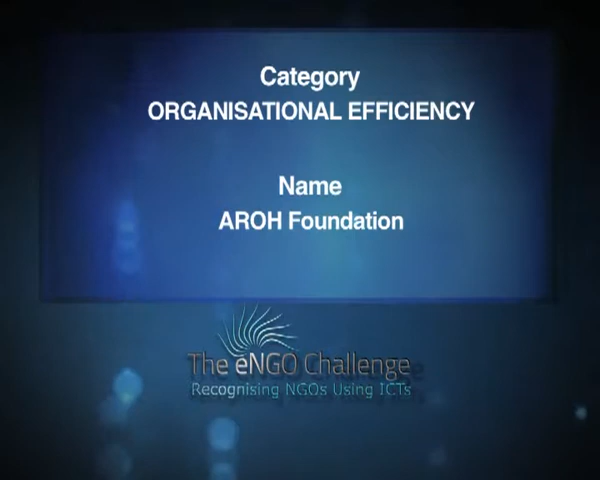 Category
ORGANISATIONAL EFFICIENCY
Name
AROH Foundation
The eNGO Challenge
Recognising NGOs Using ICTs